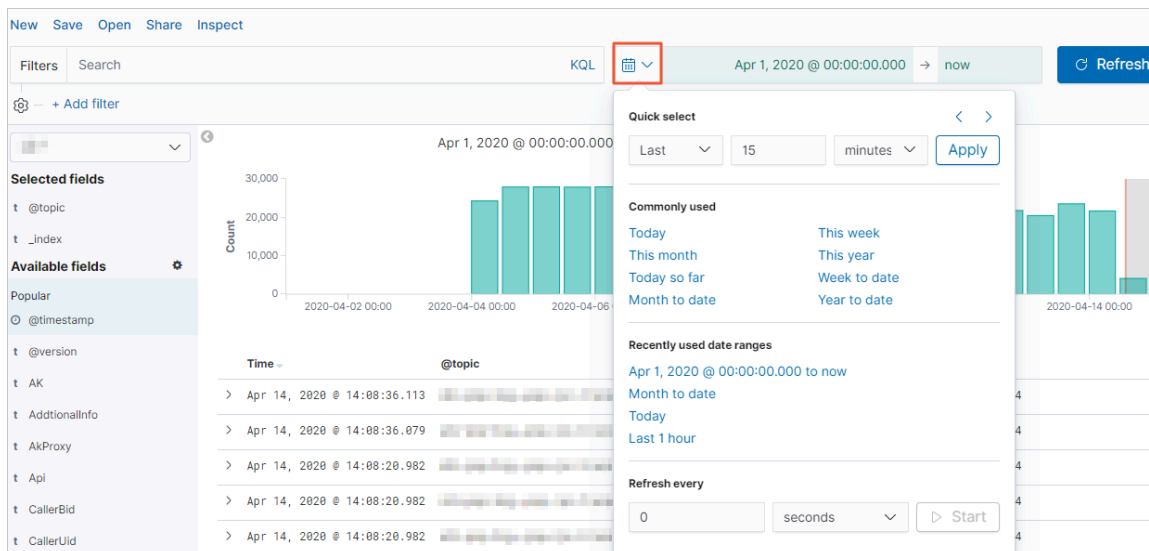 New Save Open Share Inspect
Filters Search KQL Apr 1, 2020 @ 00:00:00.000 → now Refresh
+ Add filter
Apr 1, 2020 @ 00:00:00.000
Selected fields
t @topic
t _index
Available fields
Popular
@timestamp
t @version
t AK
t AddtionalInfo
t AkProxy
t Api
t CallerBid
t CallerUid
Count
30,000
20,000
10,000
0
2020-04-02 00:00 2020-04-04 00:00 2020-04-06 2020-04-14 00:00
Time @topic
Apr 14, 2020 @ 14:08:36.113 4
Apr 14, 2020 @ 14:08:36.079 4
Apr 14, 2020 @ 14:08:20.982 4
Apr 14, 2020 @ 14:08:20.982 4
Apr 14, 2020 @ 14:08:20.982 4
Quick select
Last 15 minutes Apply
Commonly used
Today This week
This month This year
Today so far Week to date
Month to date Year to date
Recently used date ranges
Apr 1, 2020 @ 00:00:00.000 to now
Month to date
Today
Last 1 hour
Refresh every
0 seconds Start